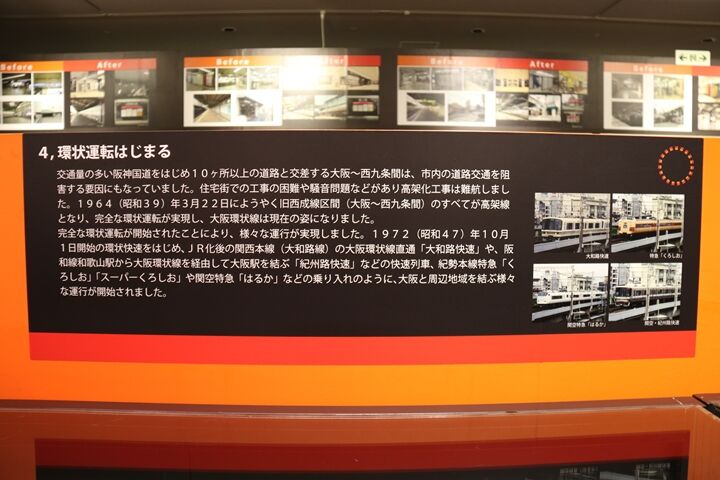 Before
After
Before
After
Before
After
4,環状運転はじまる
交通量の多い阪神国道をはじめ10ヶ所以上の道路と交差する大阪〜西九条間は、市内の道路交通を阻
害する要因にもなっていました。住宅街での工事の困難や騒音問題などがあり高架化工事は難航しまし
た。1964(昭和39)年3月22日にようやく旧西成線区間(大阪〜西九条間)のすべてが高架線
となり、完全な環状運転が実現し、大阪環状線は現在の姿になりました。
完全な環状運転が開始されたことにより、様々な運行が実現しました。1972(昭和47)年10月
1日開始の環状快速をはじめ、JR化後の関西本線(大和路線)の大阪環状線直通「大和路快速」や、阪
和線和歌山駅から大阪環状線を経由して大阪駅を結ぶ「紀州路快速」などの快速列車、紀勢本線特急「く
ろしお」「スーパーくろしお」や関空特急「はるか」などの乗り入れのように、大阪と周辺地域を結ぶ様々
な運行が開始されました。
大和路快速
特急「くろしお」
関空特急「はるか」
関空・紀州路快速